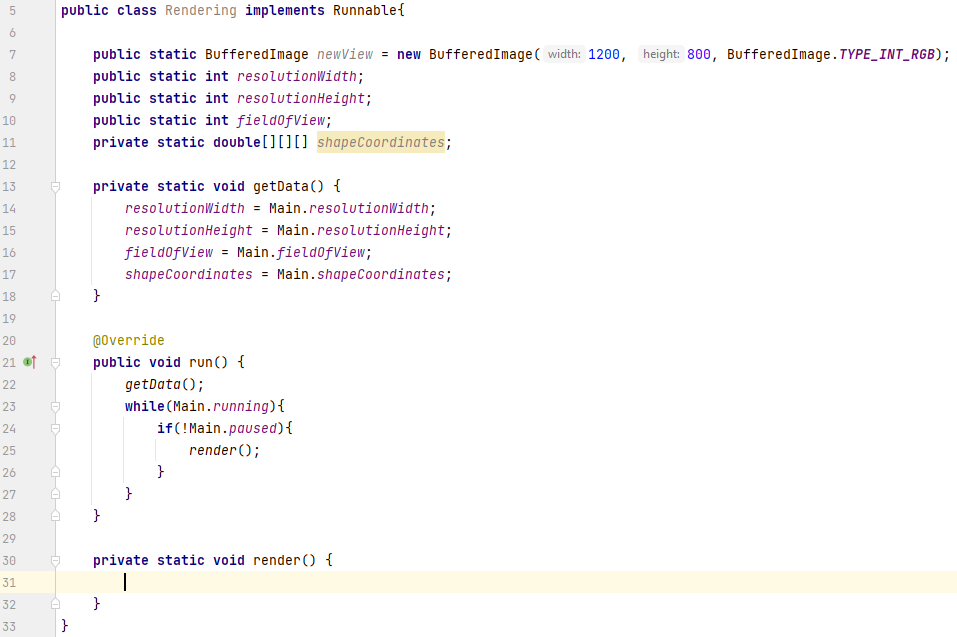 5 public class Rendering implements Runnable{
6
7 public static BufferedImage newView = new BufferedImage( width: 1200, height: 800, BufferedImage.TYPE_INT_RGB);
8 public static int resolutionWidth;
9 public static int resolutionHeight;
10 public static int fieldOfView;
11 private static double[][][] shapeCoordinates;
12
13 private static void getData() {
14 resolutionWidth = Main.resolutionWidth;
15 resolutionHeight = Main.resolutionHeight;
16 fieldOfView = Main.fieldOfView;
17 shapeCoordinates = Main.shapeCoordinates;
18 }
19
20 @Override
21 public void run() {
22 getData();
23 while(Main.running){
24 if(!Main.paused){
25 render();
26 }
27 }
28 }
29
30 private static void render() {
31
32 }
33 }